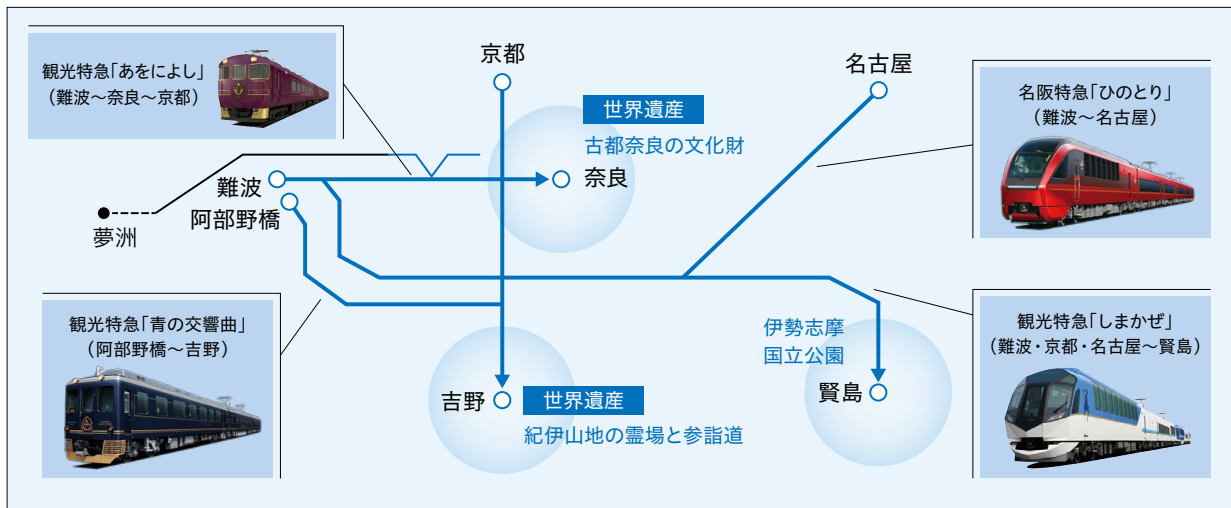 観光特急「あをによし」
(難波～奈良～京都)
京都
名古屋
名阪特急「ひのとり」
(難波～名古屋)
世界遺産
古都奈良の文化財
奈良
難波
阿部野橋
夢洲
観光特急「青の交響曲」
(阿部野橋～吉野)
伊勢志摩
国立公園
観光特急「しまかぜ」
(難波・京都・名古屋～賢島)
吉野
世界遺産
紀伊山地の霊場と参詣道
賢島